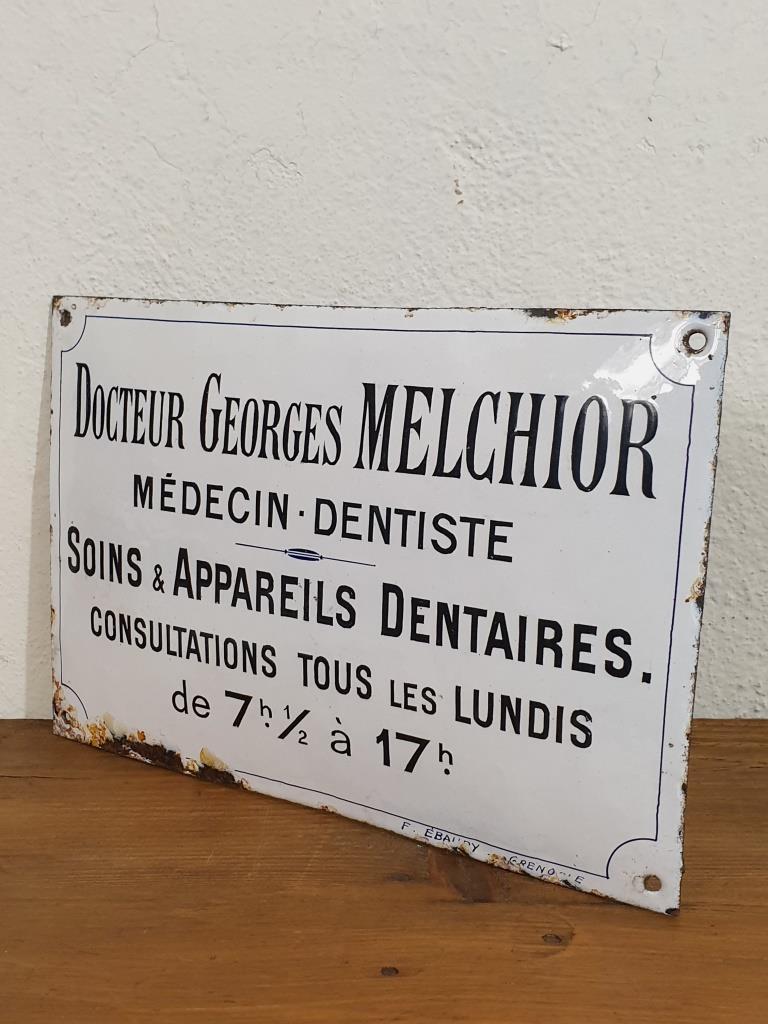 DOCTEUR GEORGES MELCHIOR
MÉDECIN · DENTISTE
SOINS & APPAREILS DENTAIRES.
CONSULTATIONS TOUS LES LUNDIS
de 7h. 1/2 à 17h.
F.